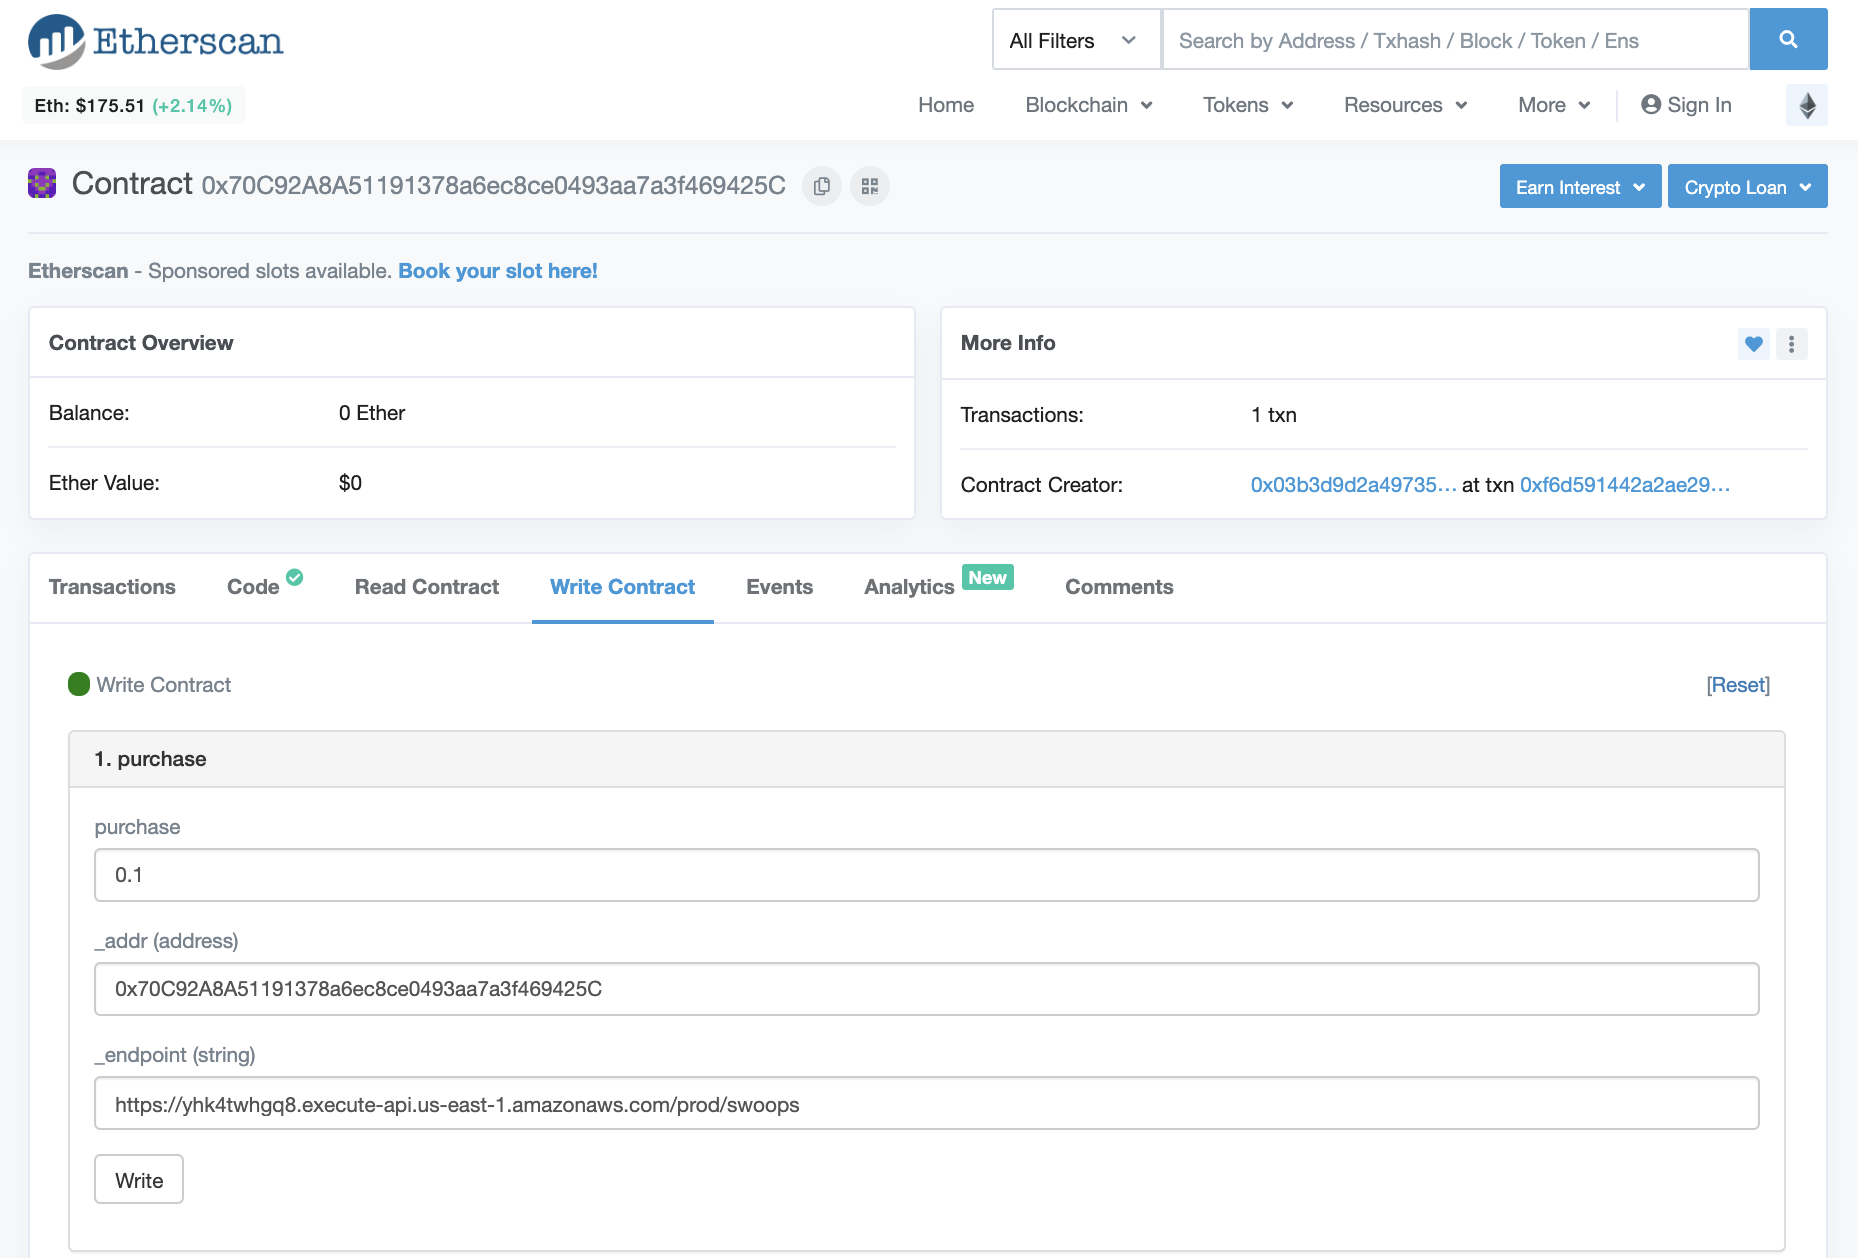 Etherscan
All Filters
Search by Address / Txhash / Block / Token / Ens
Eth: $175.51 (+2.14%)
Home Blockchain Tokens Resources More Sign In
Contract 0x70C92A8A51191378a6ec8ce0493aa7a3f469425C
Earn Interest Crypto Loan
Etherscan - Sponsored slots available. Book your slot here!
Contract Overview
Balance: 0 Ether
Ether Value: $0
More Info
Transactions: 1 txn
Contract Creator: 0x03b3d9d2a49735... at txn 0xf6d591442a2ae29...
Transactions Code Read Contract Write Contract Events Analytics New Comments
Write Contract [Reset]
1. purchase
purchase
0.1
_addr (address)
0x70C92A8A51191378a6ec8ce0493aa7a3f469425C
_endpoint (string)
https://yhk4twhgq8.execute-api.us-east-1.amazonaws.com/prod/swoops
Write